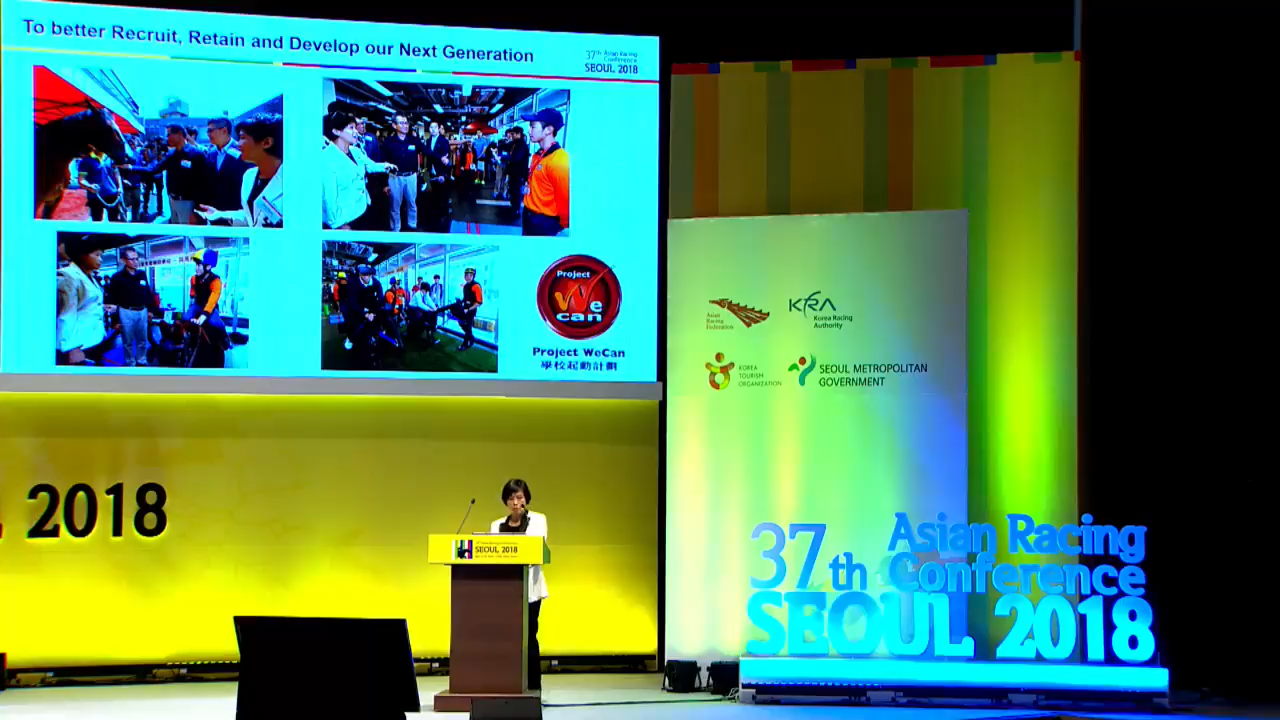 To better Recruit, Retain and Develop our Next Generation
37th Asian Racing
Conference
SEOUL 2018
Project
We
can
Project WeCan
學校起動計劃
Asian
Racing
Federation
KRA
Korea Racing
Authority
KOREA
TOURISM
ORGANIZATION
SEOUL METROPOLITAN
GOVERNMENT
2018
SEOUL 2018
37th
Asian Racing
Conference
SEOUL 2018